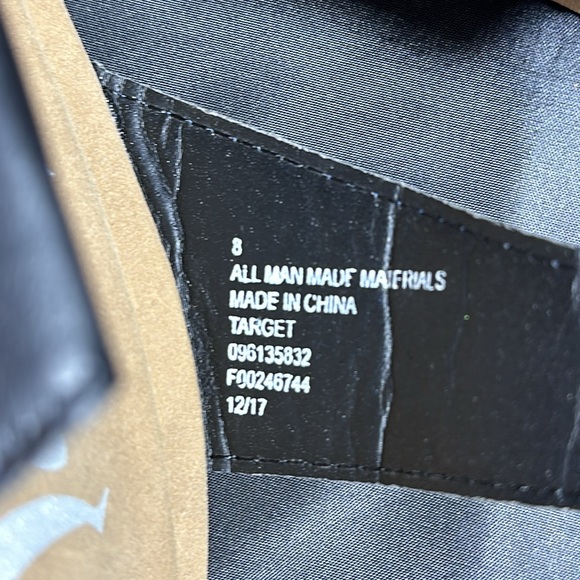 8
ALL MAN MADE MATERIALS
MADE IN CHINA
TARGET
096135832
F00246744
12/17